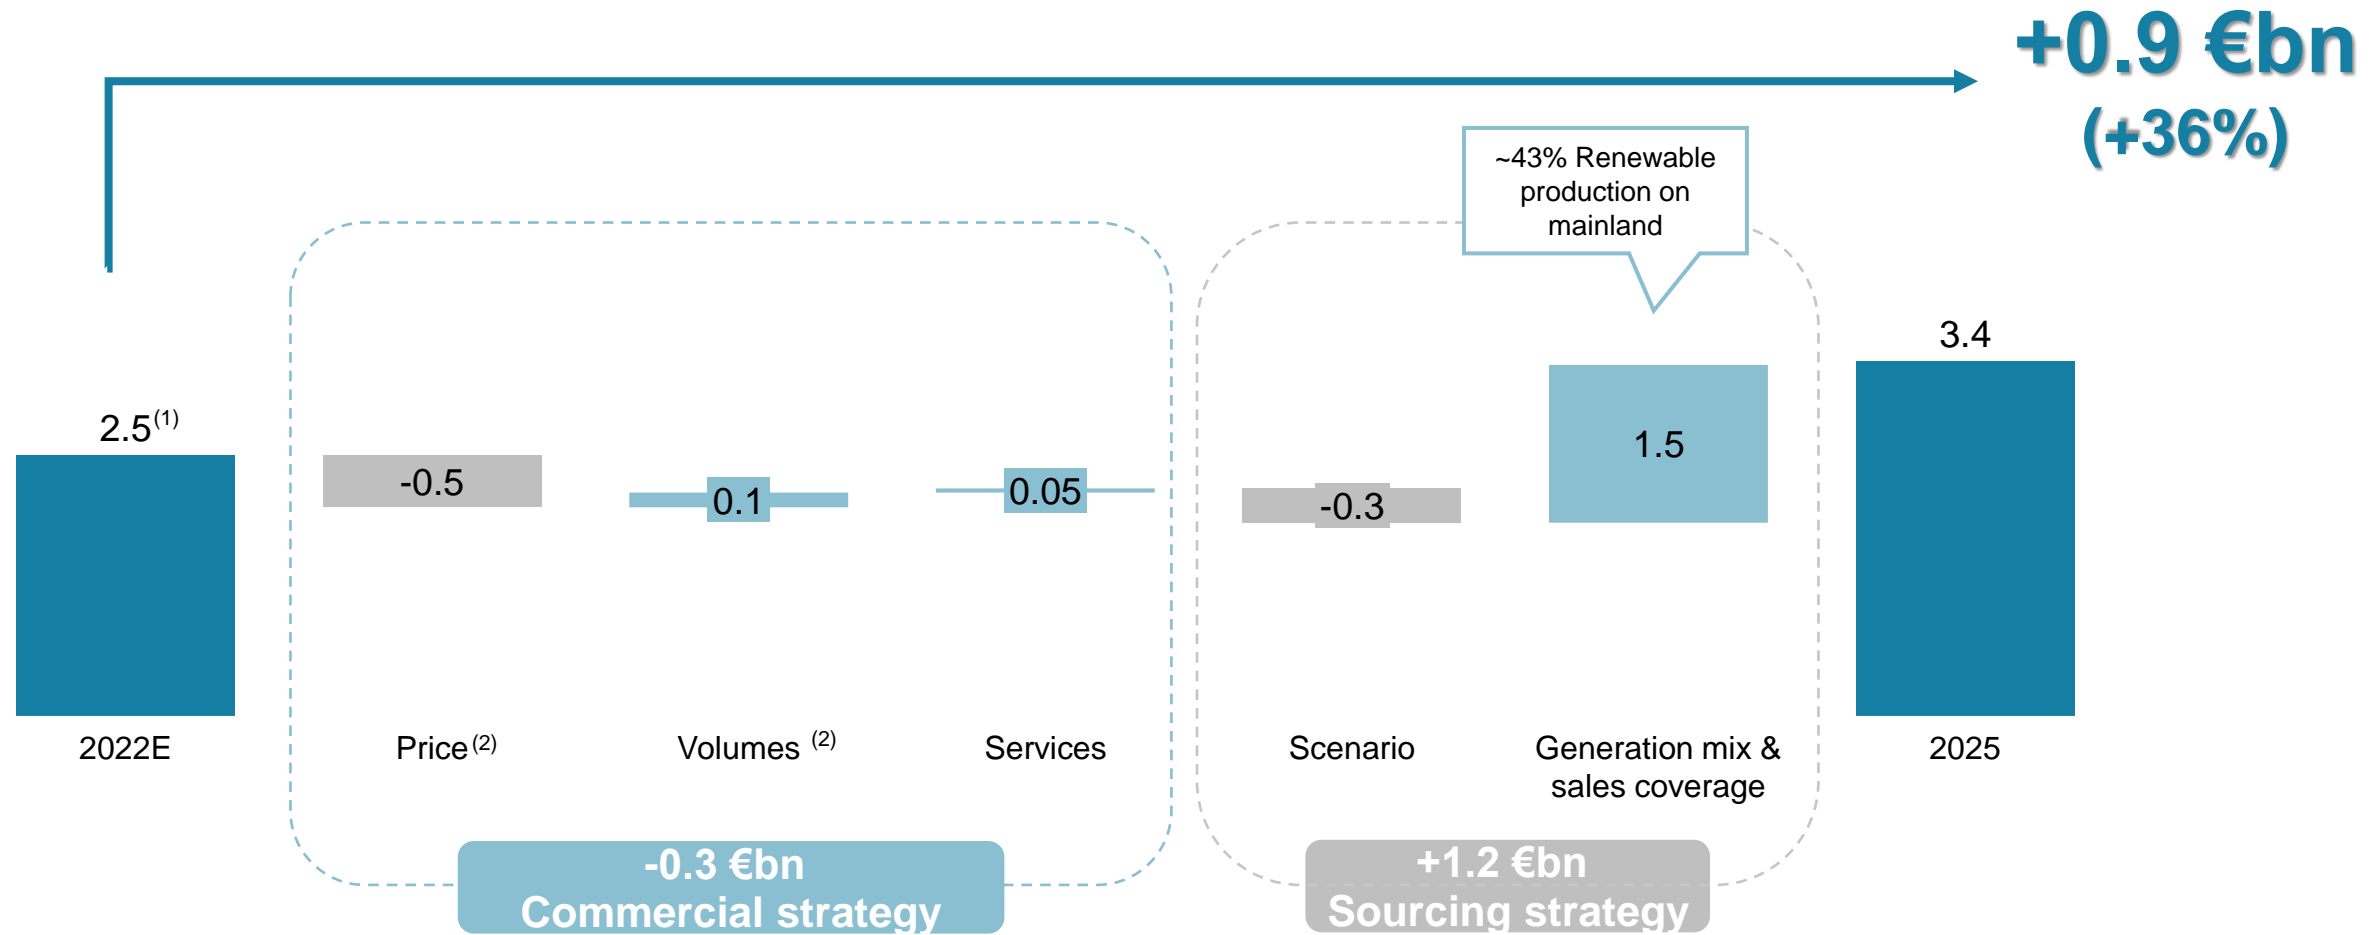 +0.9 €bn
(+36%)
~43% Renewable
production on
mainland
2.5(1)
-0.5
0.1
0.05
-0.3
1.5
3.4
2022E
Price(2)
Volumes (2)
Services
Scenario
Generation mix &
sales coverage
2025
-0.3 €bn
Commercial strategy
+1.2 €bn
Sourcing strategy